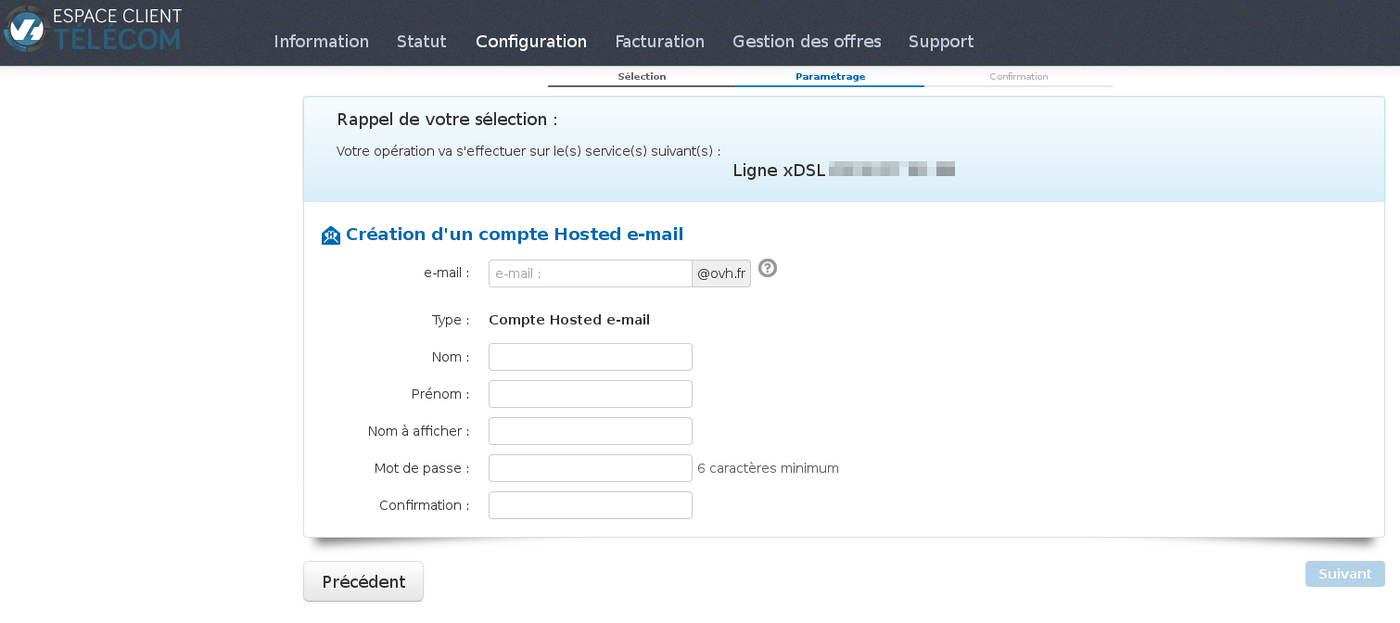 ESPACE CLIENT
TÉLÉCOM
Information Statut Configuration Facturation Gestion des offres Support
Sélection Paramétrage Confirmation
Rappel de votre sélection :
Votre opération va s'effectuer sur le(s) service(s) suivant(s) :
Ligne xDSL
Création d'un compte Hosted e-mail
e-mail : e-mail : @ovh.fr ?
Type : Compte Hosted e-mail
Nom :
Prénom :
Nom à afficher :
Mot de passe : 6 caractères minimum
Confirmation :
Précédent Suivant